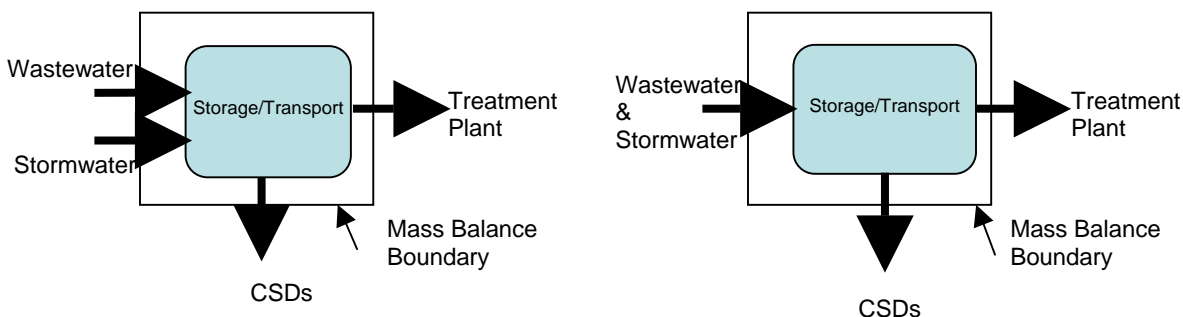 Wastewater
Stormwater
Storage/Transport
Treatment
Plant
Mass Balance
Boundary
CSDs
Wastewater
&
Stormwater
Storage/Transport
Treatment
Plant
Mass Balance
Boundary
CSDs